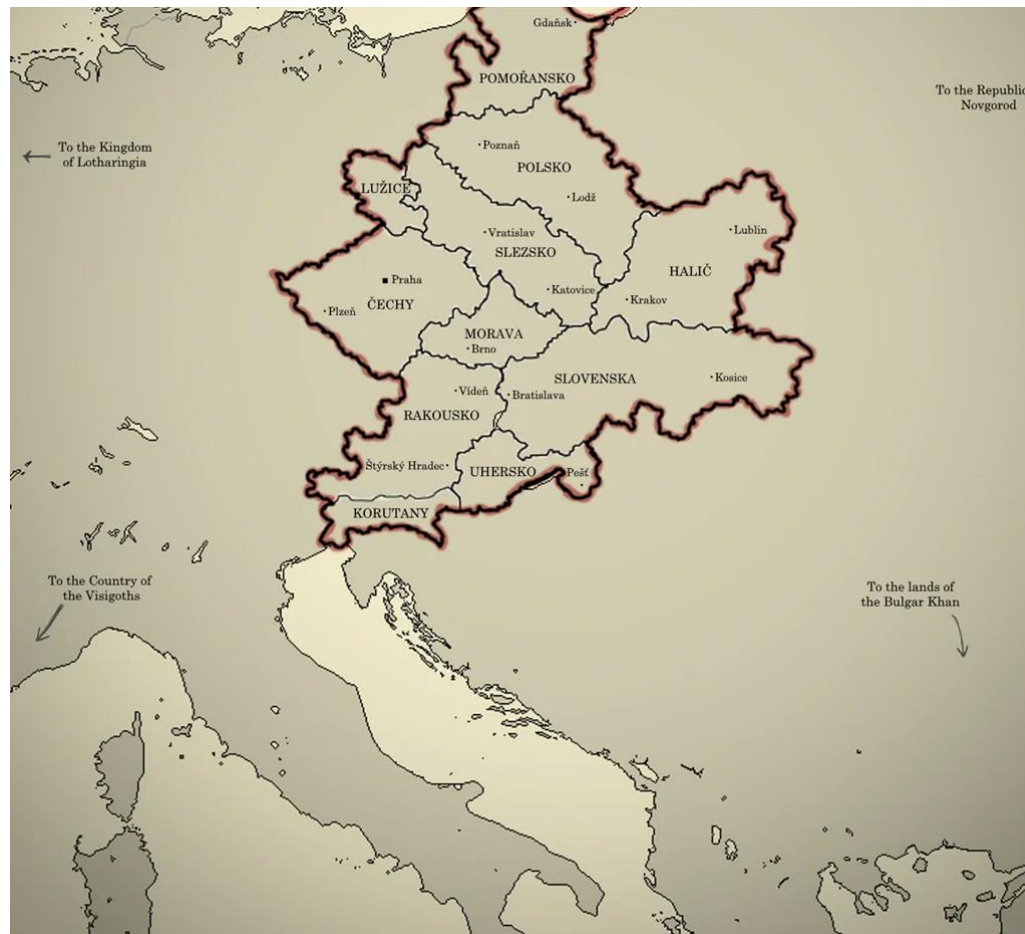 Gdaňsk
POMOŘANSKO
To the Republic
Novgorod
To the Kingdom
of Lotharingia
Poznaň
POLSKO
LUŽICE
Lodž
Vratislav
SLEZSKO
Lublin
HALIČ
Praha
ČECHY
Katovice
Krakov
Plzeň
MORAVA
Brno
SLOVENSKA
Kosice
Vídeň
Bratislava
RAKOUSKO
Štýrský Hradec
UHERSKO
Pešť
KORUTANY
To the Country of
the Visigoths
To the lands of
the Bulgar Khan